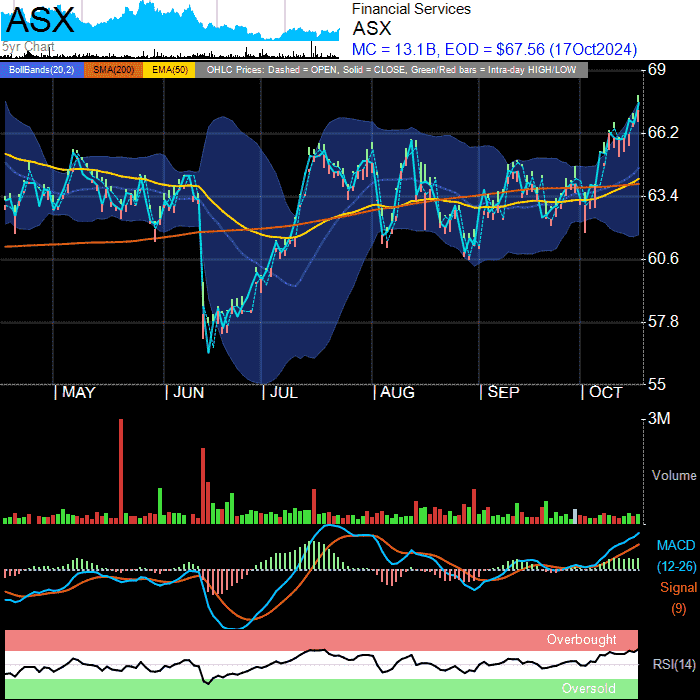 ASX
5yr Chart
Financial Services
ASX
MC = 13.1B, EOD = $67.56 (17Oct2024)
BollBands(20,2) SMA(200) EMA(50) OHLC Prices: Dashed = OPEN, Solid = CLOSE, Green/Red bars = Intra-day HIGH/LOW
69
66.2
63.4
60.6
57.8
55
| MAY | JUN | JUL | AUG | SEP | OCT
3M
Volume
MACD
(12-26)
Signal
(9)
Overbought
RSI(14)
Oversold